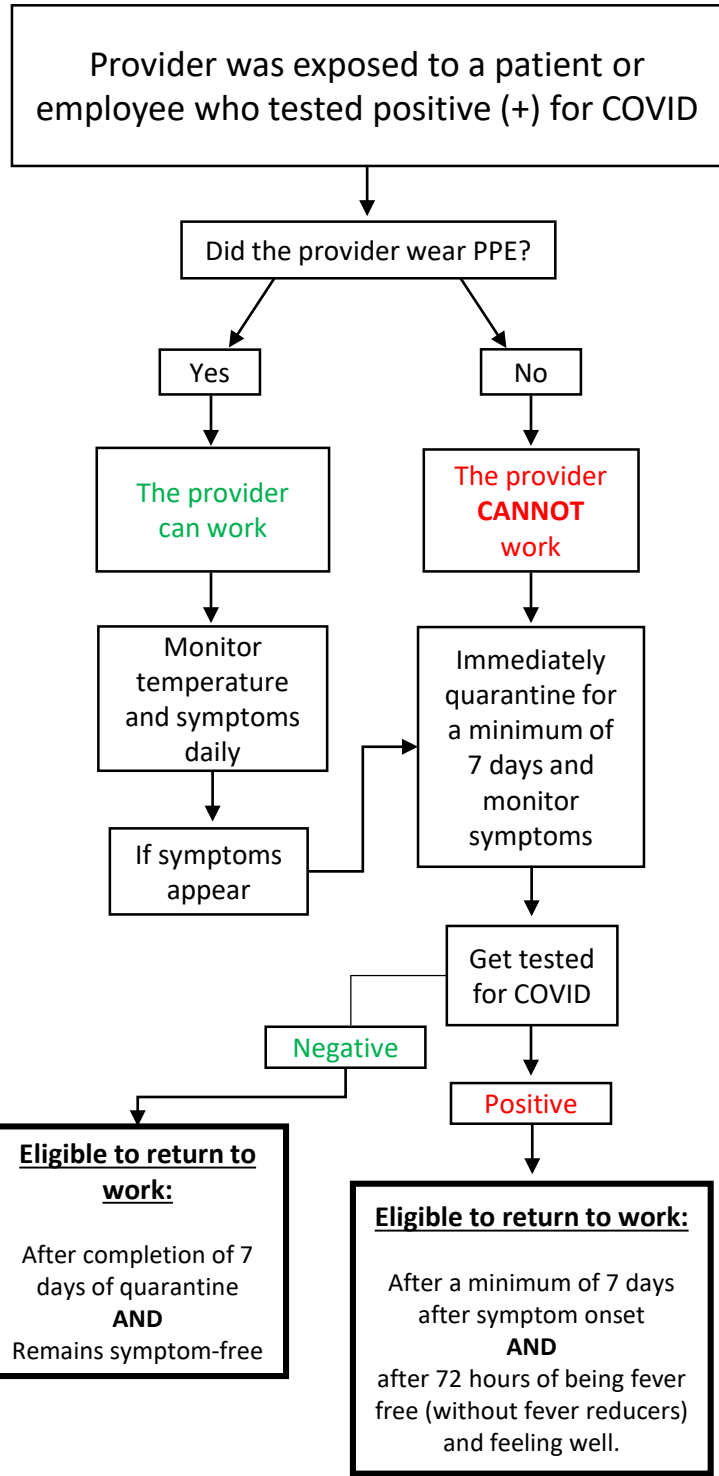 Provider was exposed to a patient or
employee who tested positive (+) for COVID
Did the provider wear PPE?
Yes
No
The provider
can work
The provider
CANNOT
work
Monitor
temperature
and symptoms
daily
Immediately
quarantine for
a minimum of
7 days and
monitor
symptoms
If symptoms
appear
Get tested
for COVID
Negative
Positive
Eligible to return to
work:
After completion of 7
days of quarantine
AND
Remains symptom-free
Eligible to return to work:
After a minimum of 7 days
after symptom onset
AND
after 72 hours of being fever
free (without fever reducers)
and feeling well.